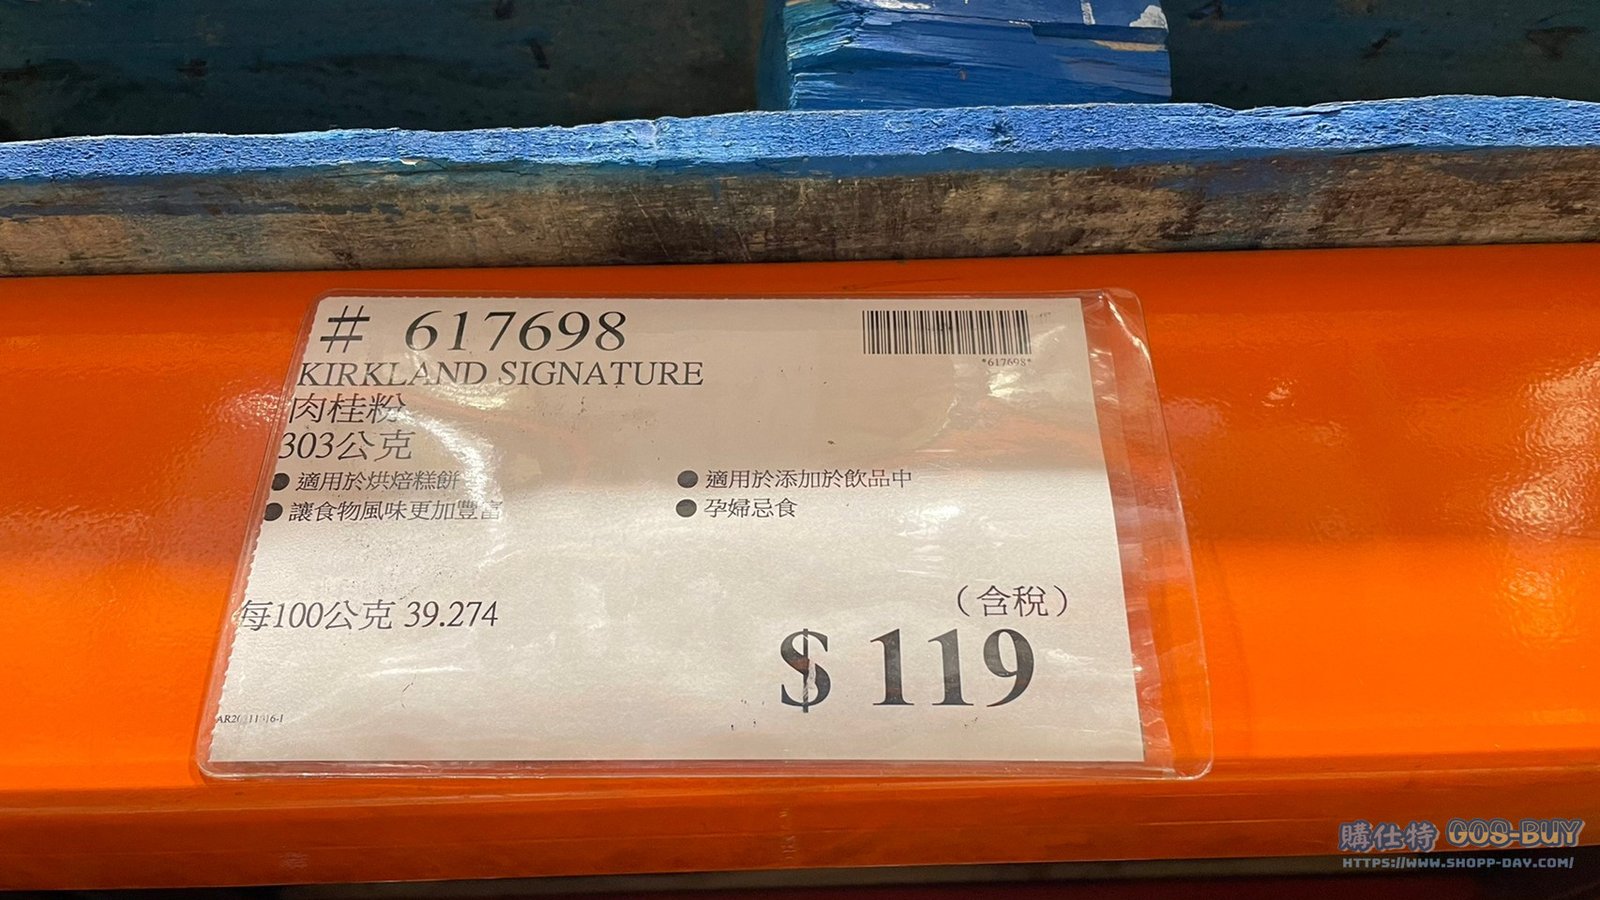 # 617698
*617698*
KIRKLAND SIGNATURE
肉桂粉
303公克
● 適用於烘焙糕餅
● 適用於添加於飲品中
● 讓食物風味更加豐富
● 孕婦忌食
每100公克 39.274
(含稅)
$ 119
購仕特 GOS-BUY
HTTPS://WWW.SHOPP-DAY.COM/